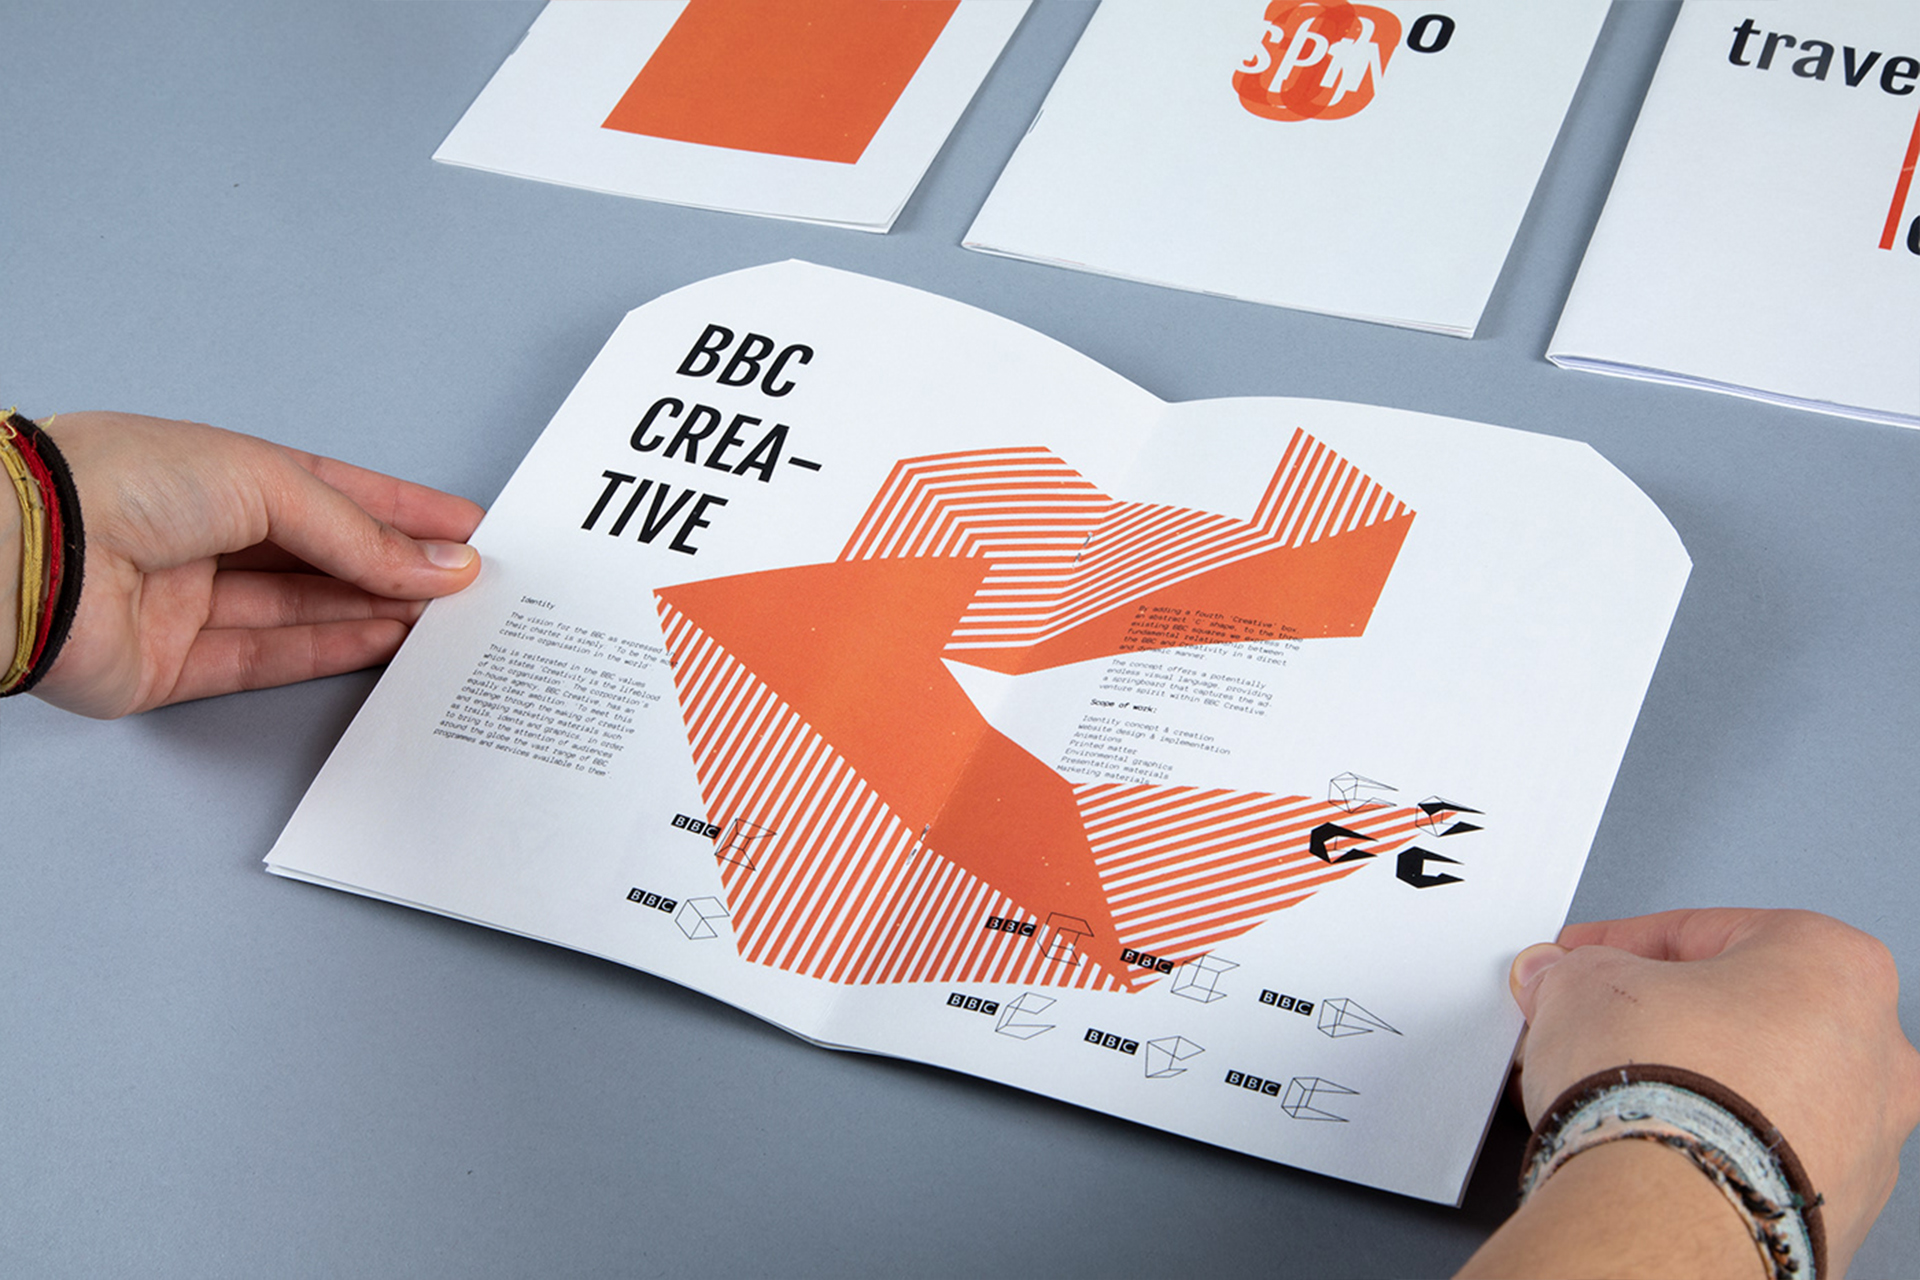 SPIN
o
trave
BBC
CREA-
TIVE
Identity
The vision for the BBC as expressed in
their charter is simply: 'To be the most
creative organisation in the world'
This is reiterated in the BBC values
which states 'Creativity is the lifeblood
of our organisation'. The corporation's
in-house agency, BBC Creative, has an
equally clear ambition: 'To meet this
challenge through the making of creative
and engaging marketing materials such
as trails, idents and graphics, in order
to bring to the attention of audiences
around the globe the vast range of BBC
programmes and services available to them'
By adding a fourth 'Creative' box,
an abstract 'C' shape, to the three
existing BBC squares we express the
fundamental relationship between
the BBC and creativity in a direct
and dynamic manner
The concept offers a potentially
endless visual language, providing
a springboard that captures the ad-
venture spirit within BBC Creative.
Scope of work:
Identity concept & creation
Website design & implementation
Animations
Printed matter
Environmental graphics
Presentation materials
Marketing materials
BBC
BBC
BBC
BBC
BBC
BBC
BBC
BBC